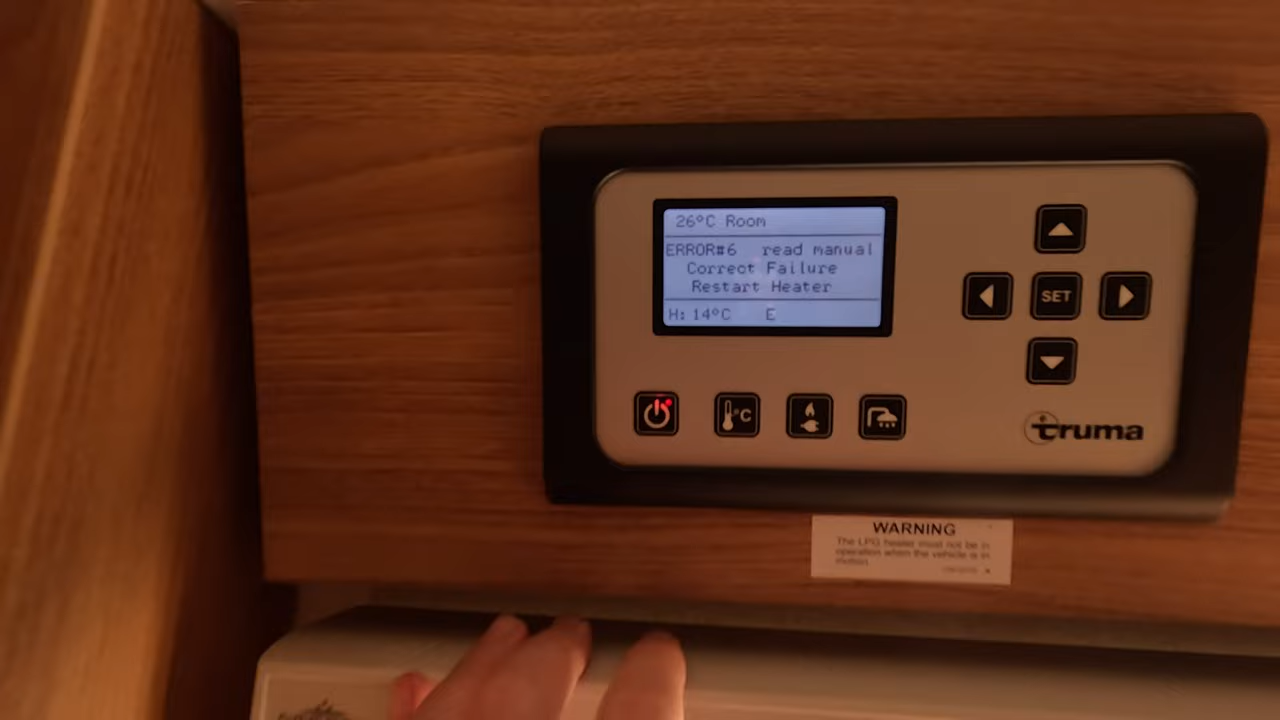 26°C Room
ERROR#6 read manual
Correct Failure
Restart Heater
H: 14°C E
°C
SET
truma
WARNING
The LPG heater must not be in
operation when the vehicle is in
motion